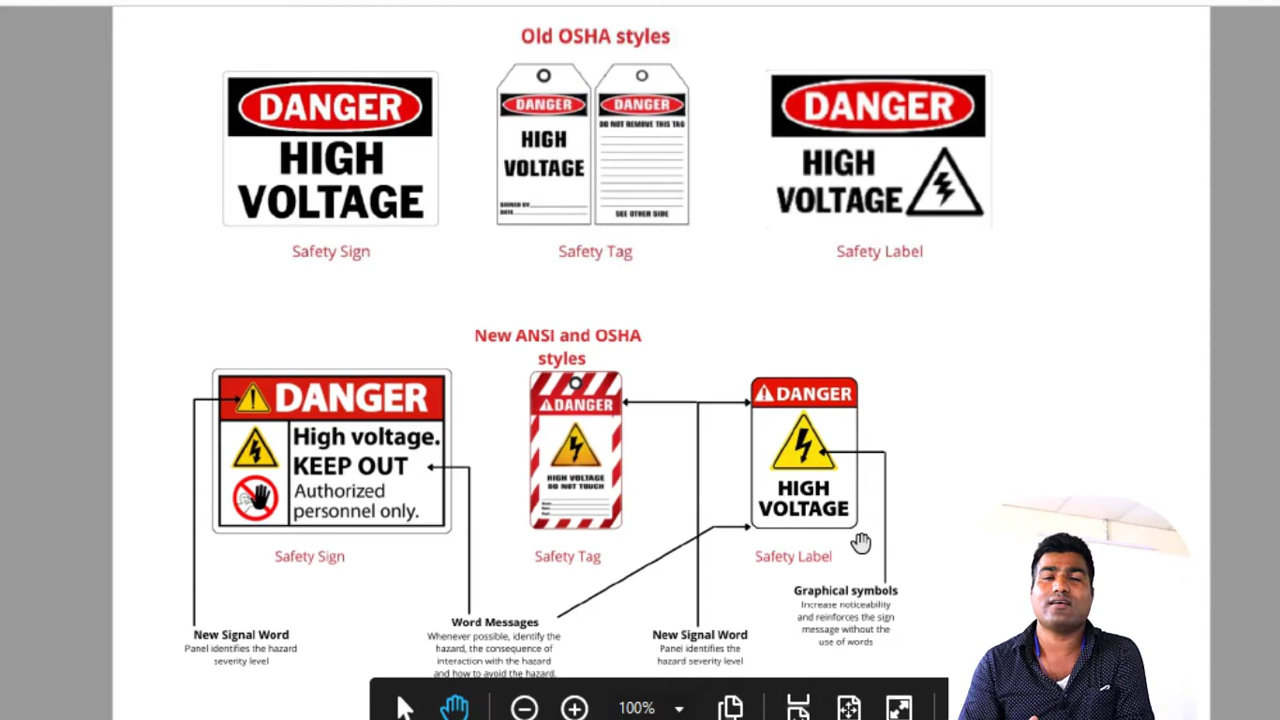 Old OSHA styles
DANGER
HIGH
VOLTAGE
Safety Sign
DANGER
HIGH
VOLTAGE
SIGNED BY
DATE
DANGER
DO NOT REMOVE THIS TAG
SEE OTHER SIDE
Safety Tag
DANGER
HIGH
VOLTAGE
Safety Label
New ANSI and OSHA
styles
DANGER
High voltage.
KEEP OUT
Authorized
personnel only.
Safety Sign
DANGER
HIGH VOLTAGE
DO NOT TOUCH
Safety Tag
DANGER
HIGH
VOLTAGE
Safety Label
New Signal Word
Panel identifies the hazard
severity level
Word Messages
Whenever possible, identify the
hazard, the consequence of
interaction with the hazard
and how to avoid the hazard.
New Signal Word
Panel identifies the
hazard severity level
Graphical symbols
Increase noticeability
and reinforces the sign
message without the
use of words
100%